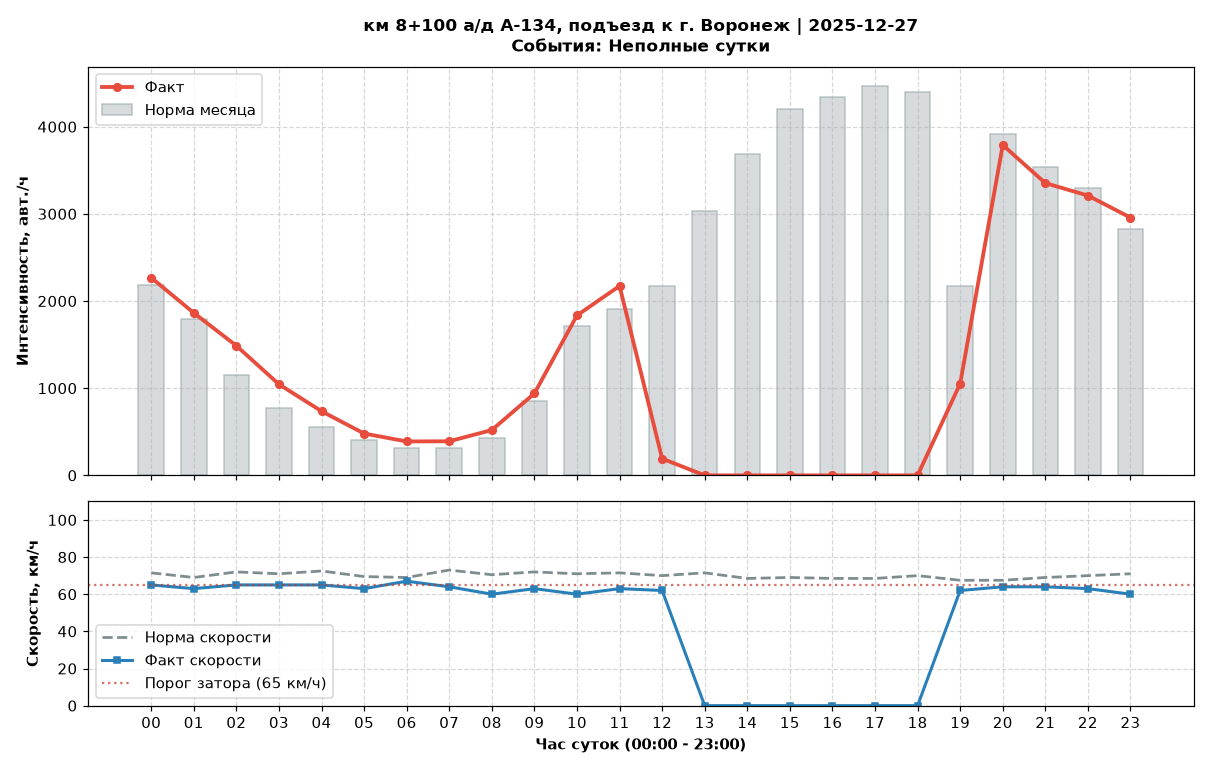 км 8+100 а/д А-134, подъезд к г. Воронеж | 2025-12-27
События: Неполные сутки
Интенсивность, авт./ч
Факт
Норма месяца
4000
3000
2000
1000
0
Скорость, км/ч
100
80
60
40
20
0
Норма скорости
Факт скорости
Порог затора (65 км/ч)
00 01 02 03 04 05 06 07 08 09 10 11 12 13 14 15 16 17 18 19 20 21 22 23
Час суток (00:00 - 23:00)